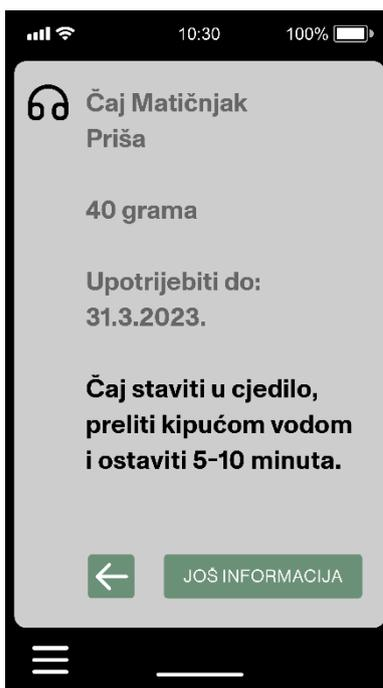 10:30
100%
Čaj Matičnjak
Priša
40 grama
Upotrijebiti do:
31.3.2023.
Čaj staviti u cjedilo,
preliti kipućom vodom
i ostaviti 5-10 minuta.
JOŠ INFORMACIJA